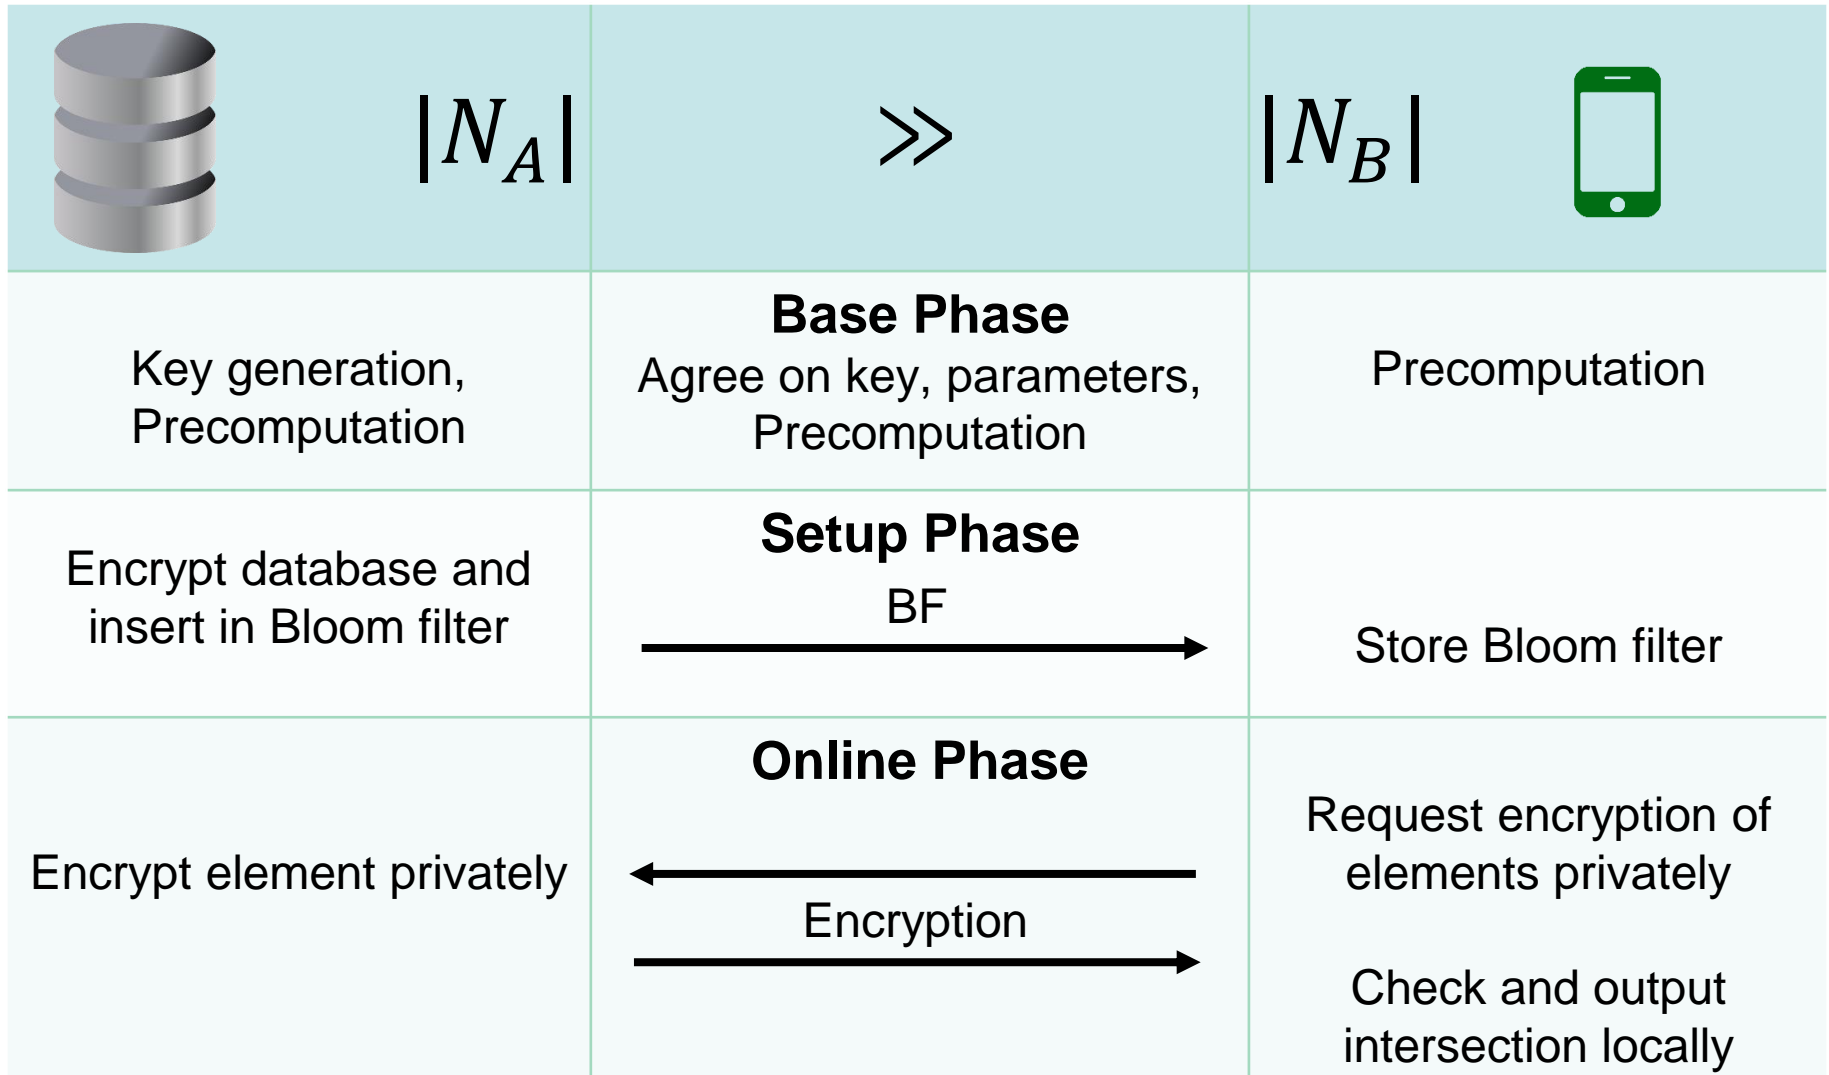 |N_A|
≫
|N_B|
Key generation,
Precomputation
Base Phase
Agree on key, parameters,
Precomputation
Precomputation
Encrypt database and
insert in Bloom filter
Setup Phase
BF
Store Bloom filter
Encrypt element privately
Online Phase
Encryption
Request encryption of
elements privately
Check and output
intersection locally